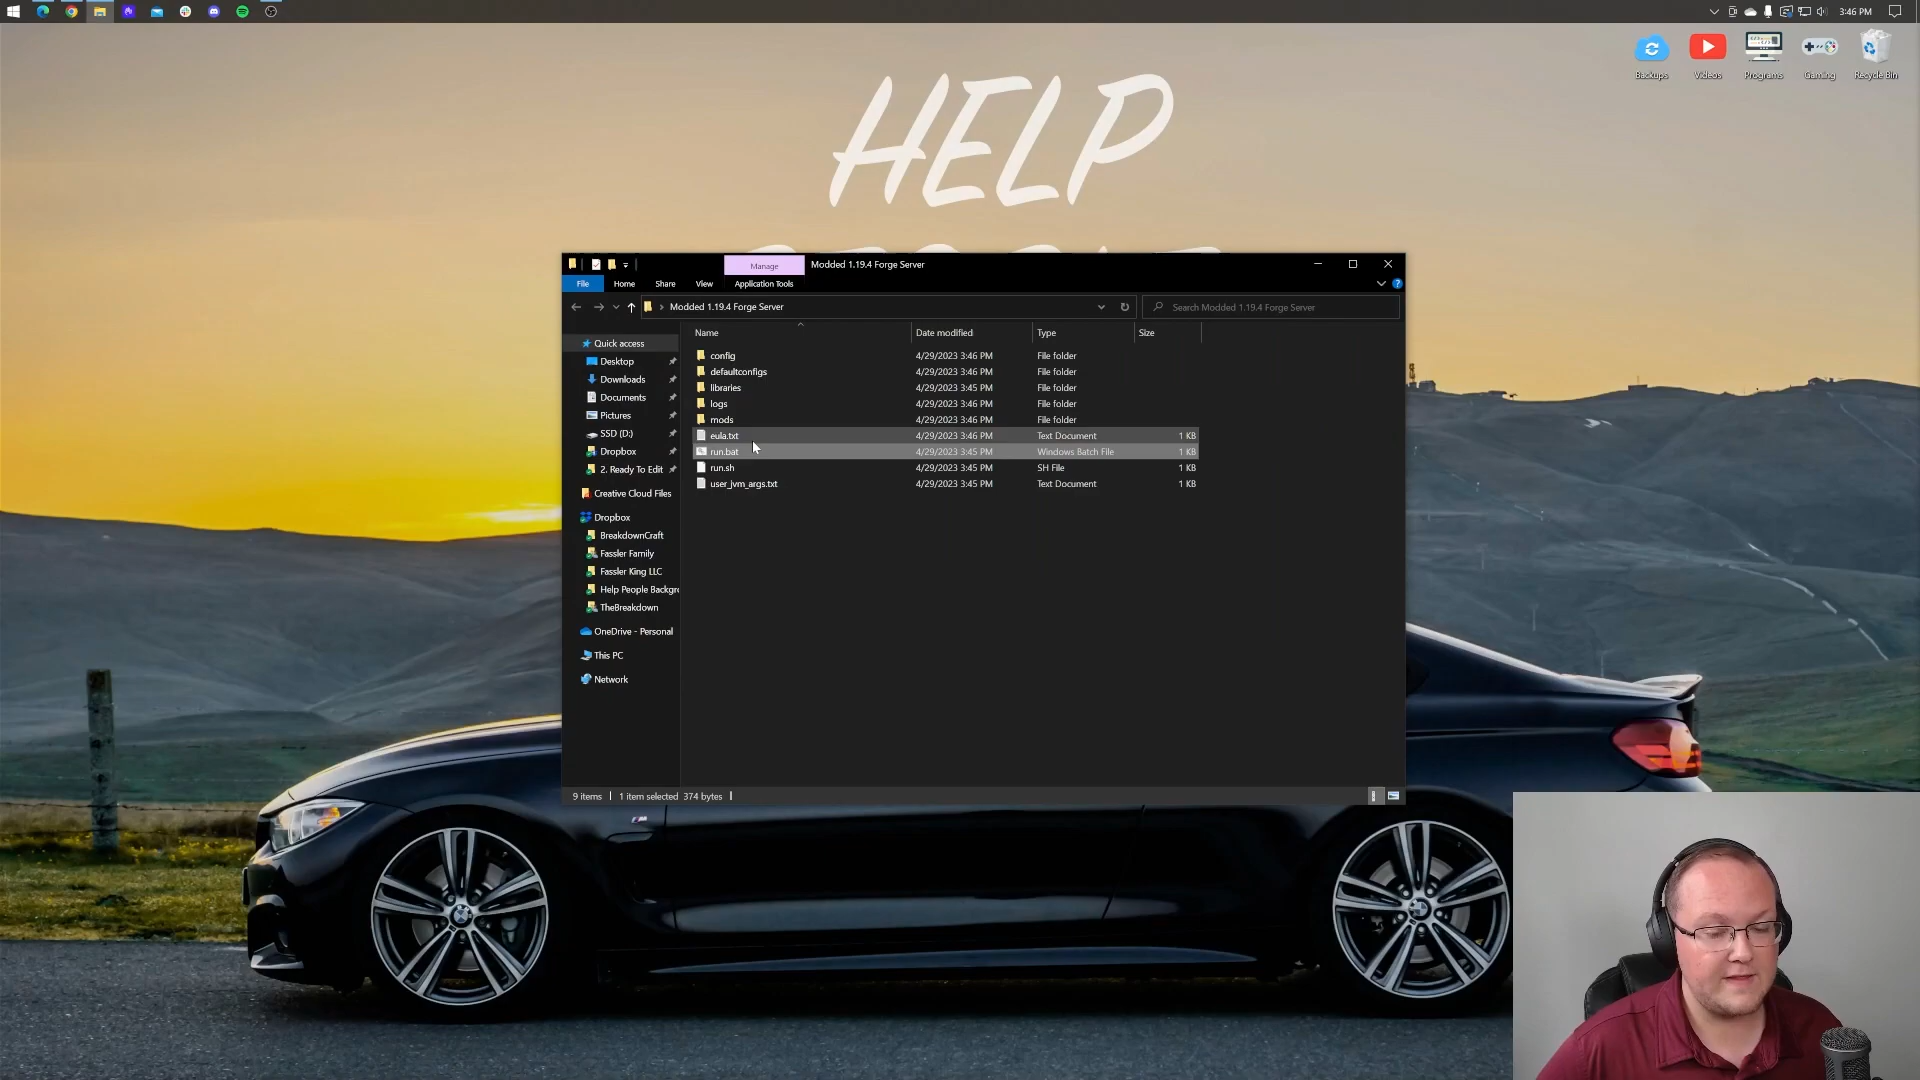 3:46 PM
Backups
Videos
Programs
Gaming
Recycle Bin
HELP
Manage
Modded 1.19.4 Forge Server
File
Home
Share
View
Application Tools
Modded 1.19.4 Forge Server
Search Modded 1.19.4 Forge Server
Name
Date modified
Type
Size
Quick access
Desktop
Downloads
Documents
Pictures
SSD (D:)
Dropbox
2. Ready To Edit
Creative Cloud Files
Dropbox
BreakdownCraft
Fassler Family
Fassler King LLC
Help People Backgr
TheBreakdown
OneDrive - Personal
This PC
Network
config 4/29/2023 3:46 PM File folder
defaultconfigs 4/29/2023 3:46 PM File folder
libraries 4/29/2023 3:45 PM File folder
logs 4/29/2023 3:46 PM File folder
mods 4/29/2023 3:46 PM File folder
eula.txt 4/29/2023 3:46 PM Text Document 1 KB
run.bat 4/29/2023 3:45 PM Windows Batch File 1 KB
run.sh 4/29/2023 3:45 PM SH File 1 KB
user_jvm_args.txt 4/29/2023 3:45 PM Text Document 1 KB
9 items
1 item selected 374 bytes